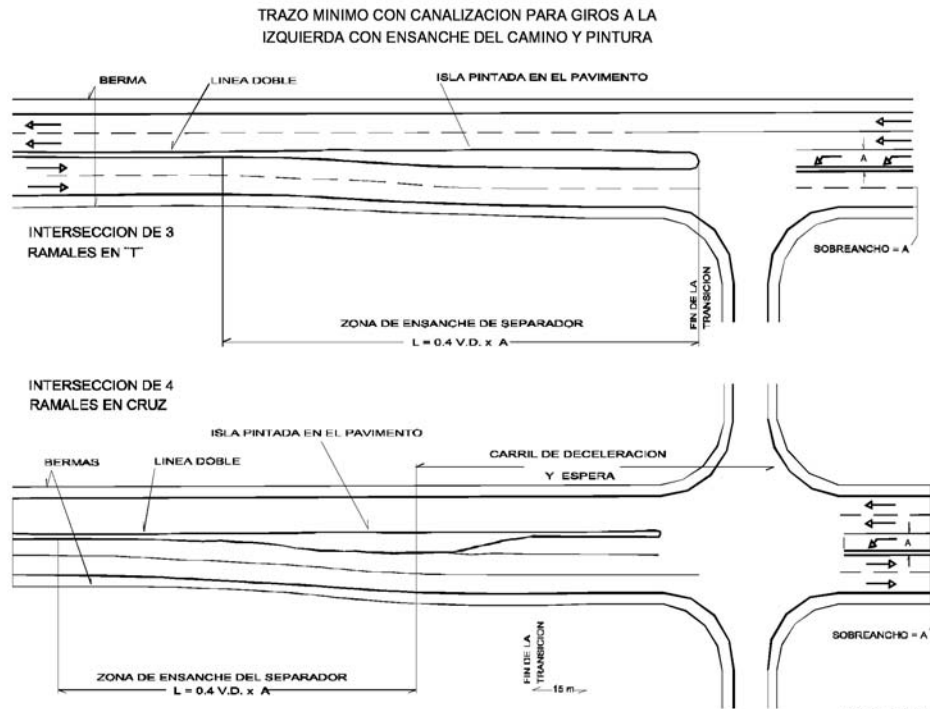 TRAZO MINIMO CON CANALIZACION PARA GIROS A LA
IZQUIERDA CON ENSANCHE DEL CAMINO Y PINTURA
BERMA
LINEA DOBLE
ISLA PINTADA EN EL PAVIMENTO
A
INTERSECCION DE 3
RAMALES EN "T"
SOBREANCHO = A
FIN DE LA
TRANSICION
ZONA DE ENSANCHE DE SEPARADOR
L = 0.4 V.D. x A
INTERSECCION DE 4
RAMALES EN CRUZ
ISLA PINTADA EN EL PAVIMENTO
CARRIL DE DECELERACION
Y ESPERA
BERMAS
LINEA DOBLE
A
SOBREANCHO = A
FIN DE LA
TRANSICION
15 m
ZONA DE ENSANCHE DEL SEPARADOR
L = 0.4 V.D. x A